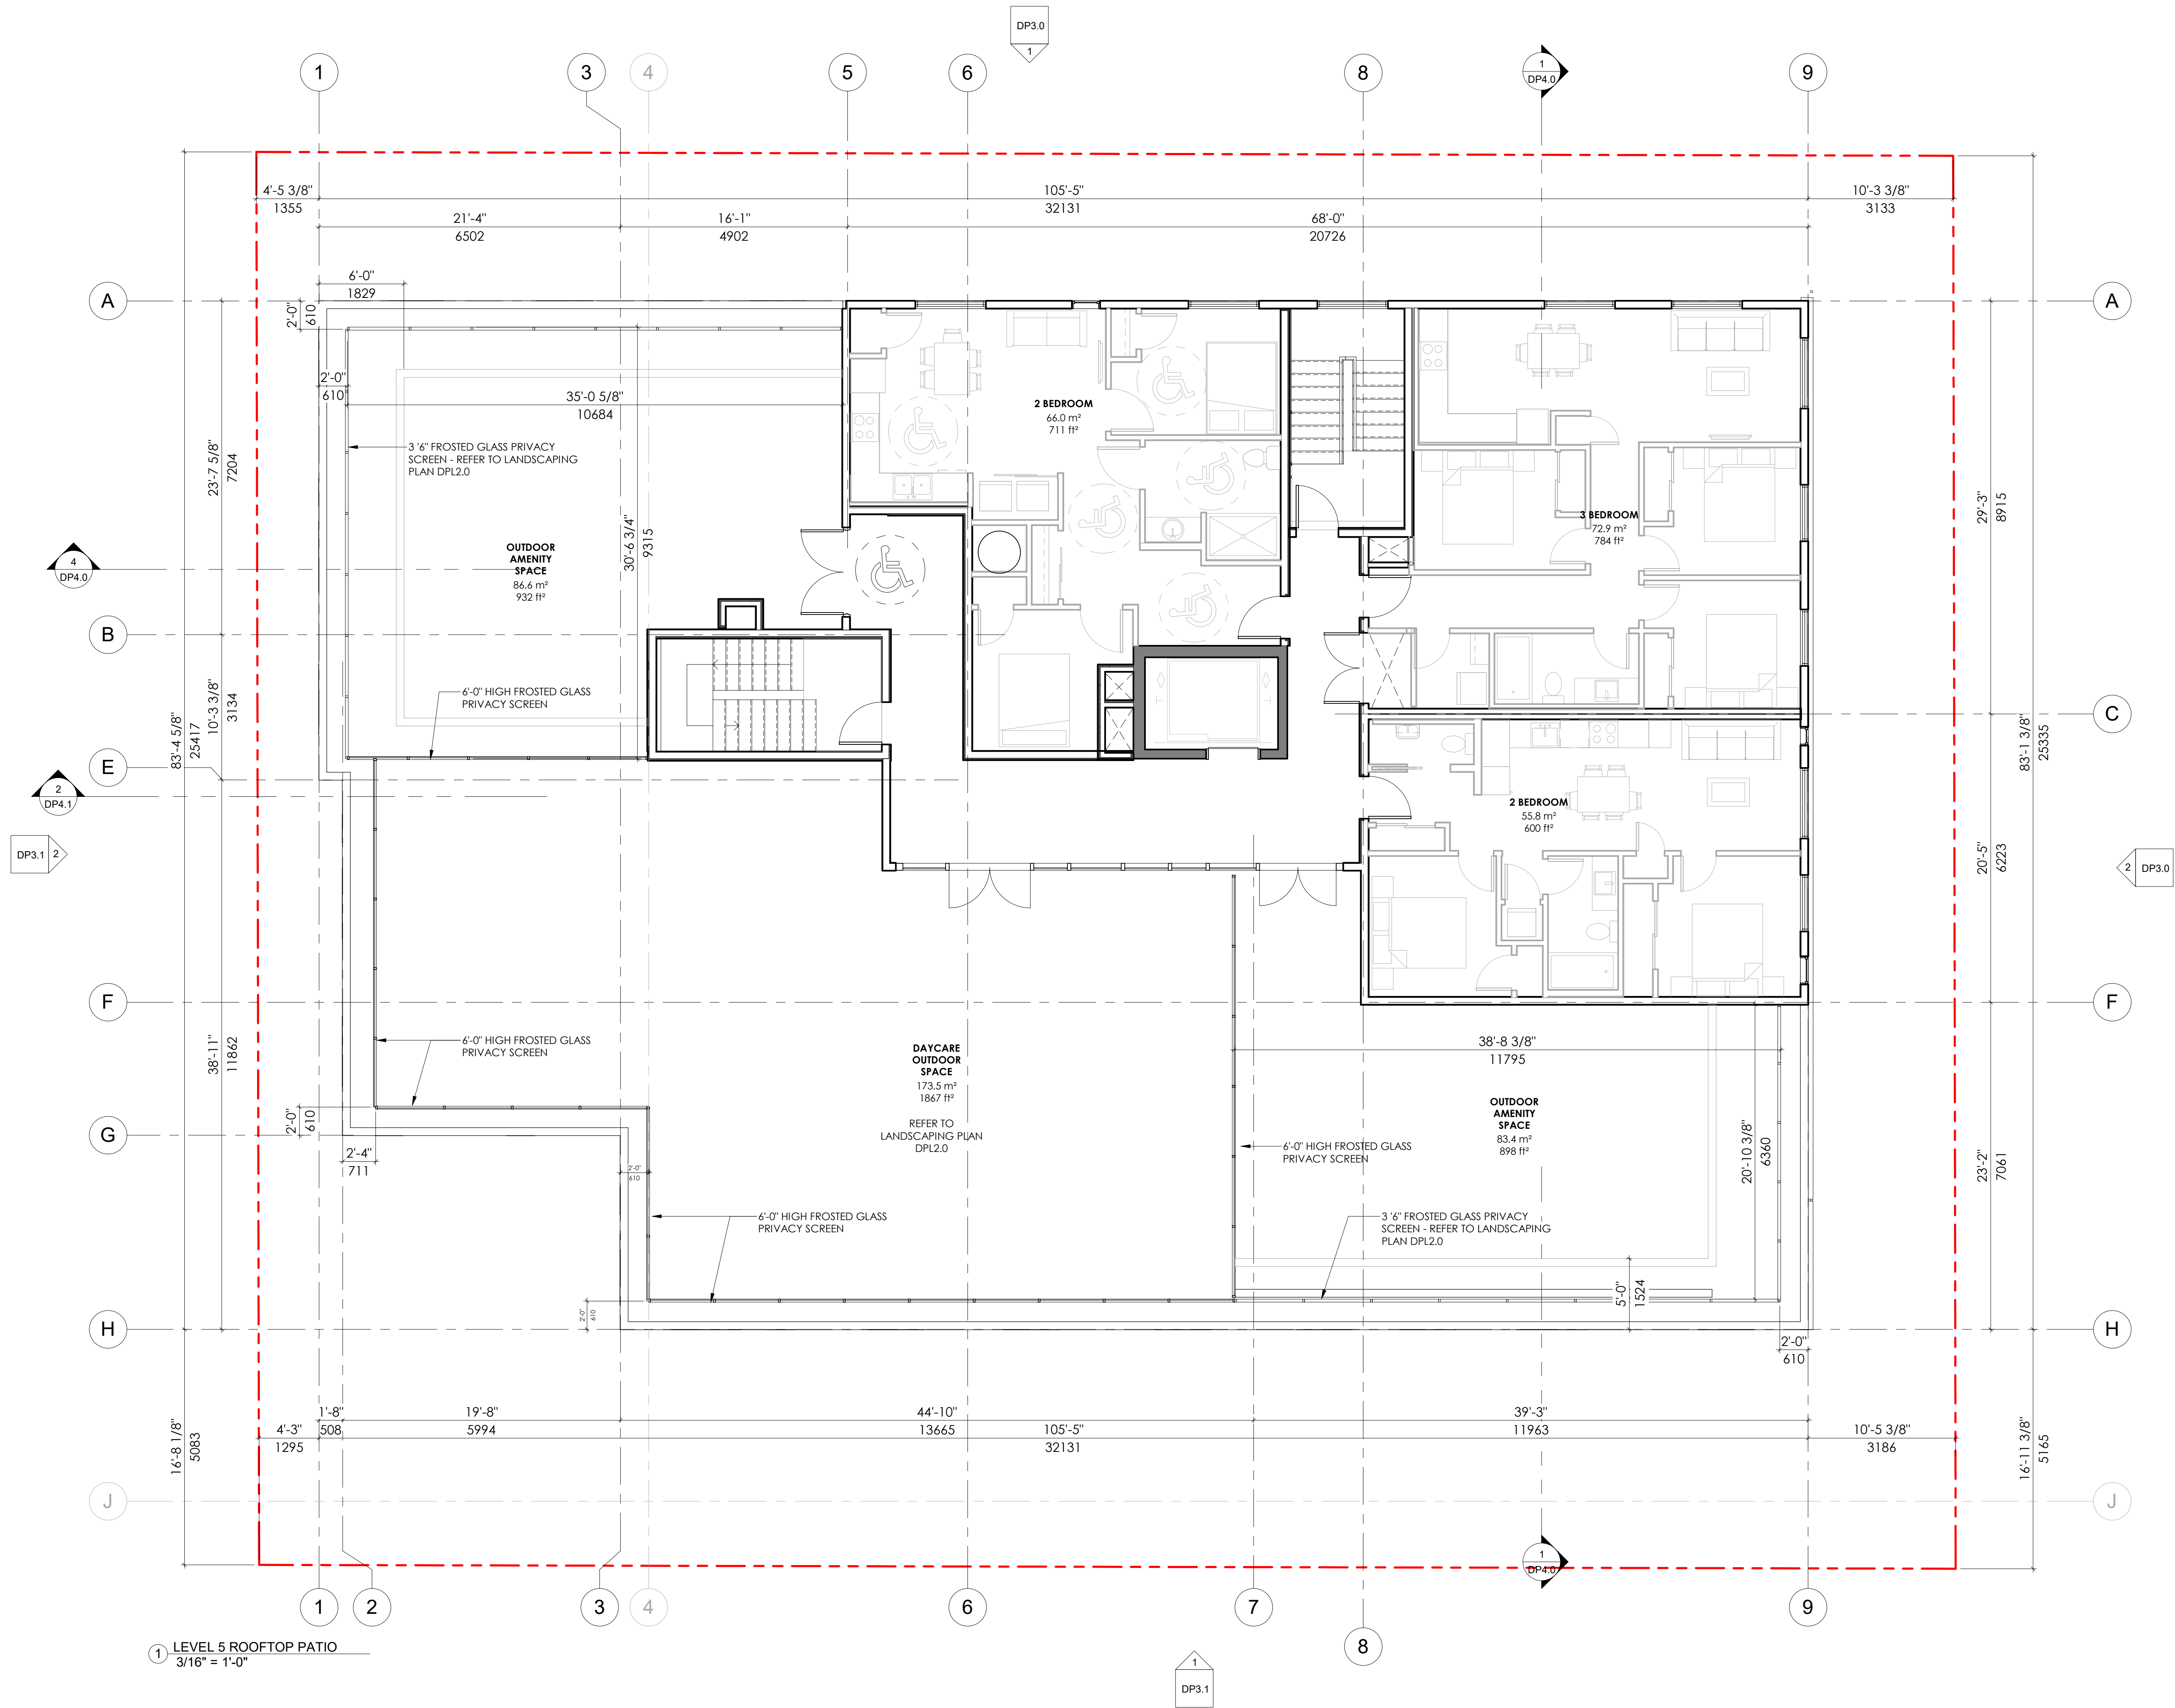 DP3.0
1
1
3
4
5
6
8
1
DP4.0
9
4'-5 3/8"
1355
105'-5"
32131
10'-3 3/8"
3133
21'-4"
6502
16'-1"
4902
68'-0"
20726
6'-0"
1829
A
A
2'-0"
610
2'-0"
610
35'-0 5/8"
10684
2 BEDROOM
66.0 m²
711 ft²
3 '6" FROSTED GLASS PRIVACY
SCREEN - REFER TO LANDSCAPING
PLAN DPL2.0
23'-7 5/8"
7204
30'-6 3/4"
9315
3 BEDROOM
72.9 m²
784 ft²
29'-3"
8915
OUTDOOR
AMENITY
SPACE
86.6 m²
932 ft²
4
DP4.0
B
6'-0" HIGH FROSTED GLASS
PRIVACY SCREEN
10'-3 3/8"
3134
83'-4 5/8"
25417
C
83'-1 3/8"
25335
E
2
DP4.1
2 BEDROOM
55.8 m²
600 ft²
DP3.1
2
20'-5"
6223
2
DP3.0
F
F
38'-11"
11862
6'-0" HIGH FROSTED GLASS
PRIVACY SCREEN
DAYCARE
OUTDOOR
SPACE
173.5 m²
1867 ft²
REFER TO
LANDSCAPING PLAN
DPL2.0
38'-8 3/8"
11795
OUTDOOR
AMENITY
SPACE
83.4 m²
898 ft²
2'-0"
610
G
2'-4"
711
2'-0"
610
6'-0" HIGH FROSTED GLASS
PRIVACY SCREEN
20'-10 3/8"
6360
23'-2"
7061
6'-0" HIGH FROSTED GLASS
PRIVACY SCREEN
3 '6" FROSTED GLASS PRIVACY
SCREEN - REFER TO LANDSCAPING
PLAN DPL2.0
5'-0"
1524
2'-0"
610
H
H
2'-0"
610
1'-8"
508
19'-8"
5994
44'-10"
13665
39'-3"
11963
4'-3"
1295
105'-5"
32131
10'-5 3/8"
3186
16'-8 1/8"
5083
16'-11 3/8"
5165
J
J
1
DP4.0
1
2
3
4
6
7
8
9
1
LEVEL 5 ROOFTOP PATIO
3/16" = 1'-0"
1
DP3.1